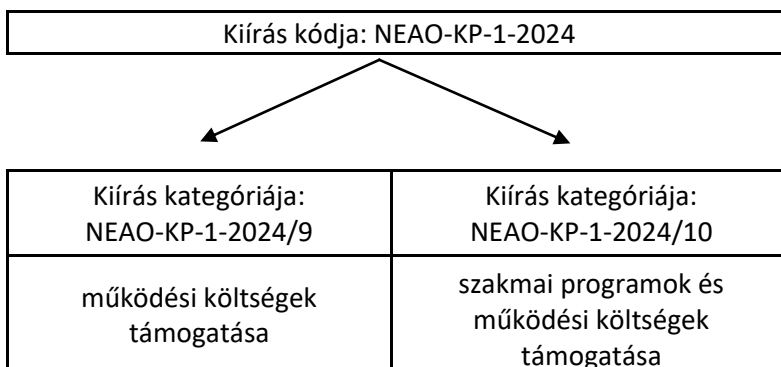 Kiírás kódja: NEAO-KP-1-2024
Kiírás kategóriája:
NEAO-KP-1-2024/9
működési költségek
támogatása
Kiírás kategóriája:
NEAO-KP-1-2024/10
szakmai programok és
működési költségek
támogatása